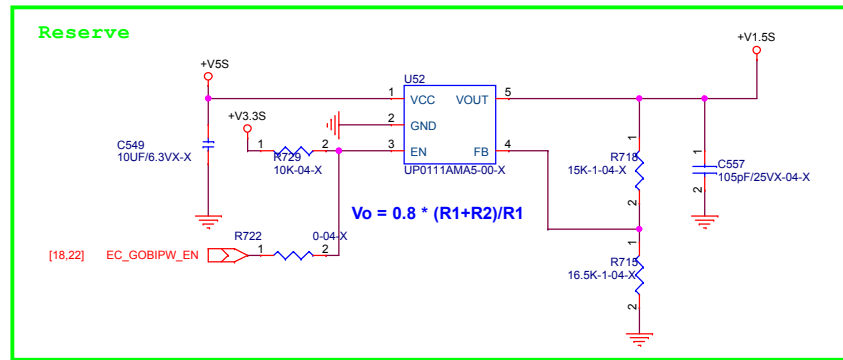 Reserve
+V5S
+V1.5S
U52
1 VCC VOUT 5
+V3.3S
2 GND
C549
10UF/6.3VX-X
1 2 3 EN FB 4
R729
10K-04-X
UP0111AMA5-00-X
1
R718
15K-1-04-X
2
1
C557
105pF/25VX-04-X
2
Vo = 0.8 * (R1+R2)/R1
R722 0-04-X
[18,22] EC_GOBIPW_EN 1 2
1
R715
16.5K-1-04-X
2